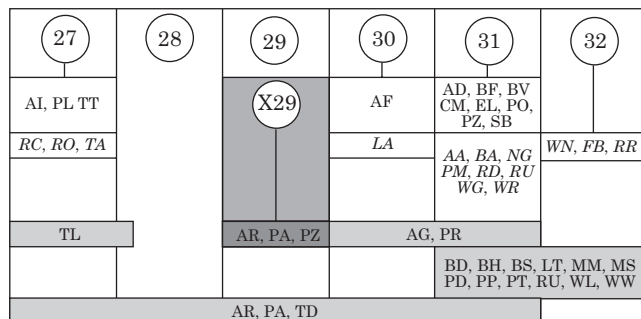 27 28 29 30 31 32
X29
AI, PL TT
AF
AD, BF, BV
CM, EL, PO,
PZ, SB
RC, RO, TA
LA
AA, BA, NG
PM, RD, RU
WG, WR
WN, FB, RR
TL
AR, PA, PZ
AG, PR
BD, BH, BS, LT, MM, MS
PD, PP, PT, RU, WL, WW
AR, PA, TD